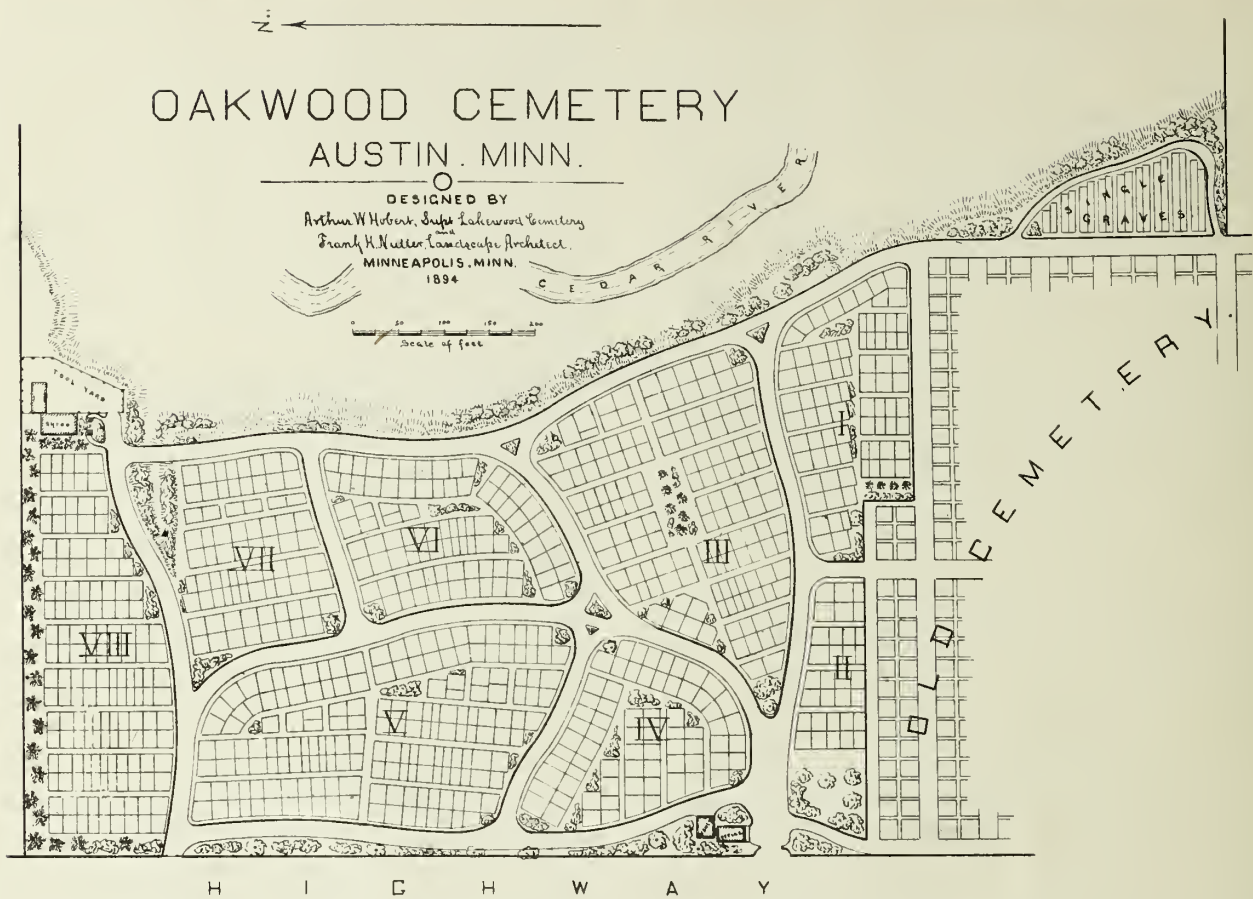 N.
OAKWOOD CEMETERY
AUSTIN. MINN.
DESIGNED BY
Arthur W Hobert, Supt Lakewood Cemetery
and
Frank H. Nutter, Landscape Architect.
MINNEAPOLIS, MINN.
1894
0 50 100 150 200
Scale of feet
CEDAR RIVER
SINGLE
GRAVES
TOOL YARD
I
II
III
IV
V
VI
VII
VIII
OLD CEMETERY
HIGHWAY